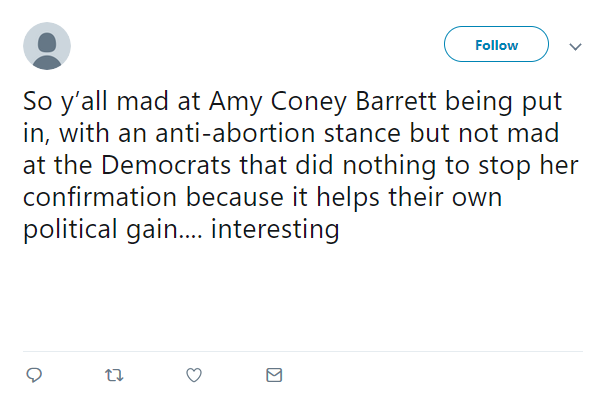 Follow
So y’all mad at Amy Coney Barrett being put
in, with an anti-abortion stance but not mad
at the Democrats that did nothing to stop her
confirmation because it helps their own
political gain.... interesting